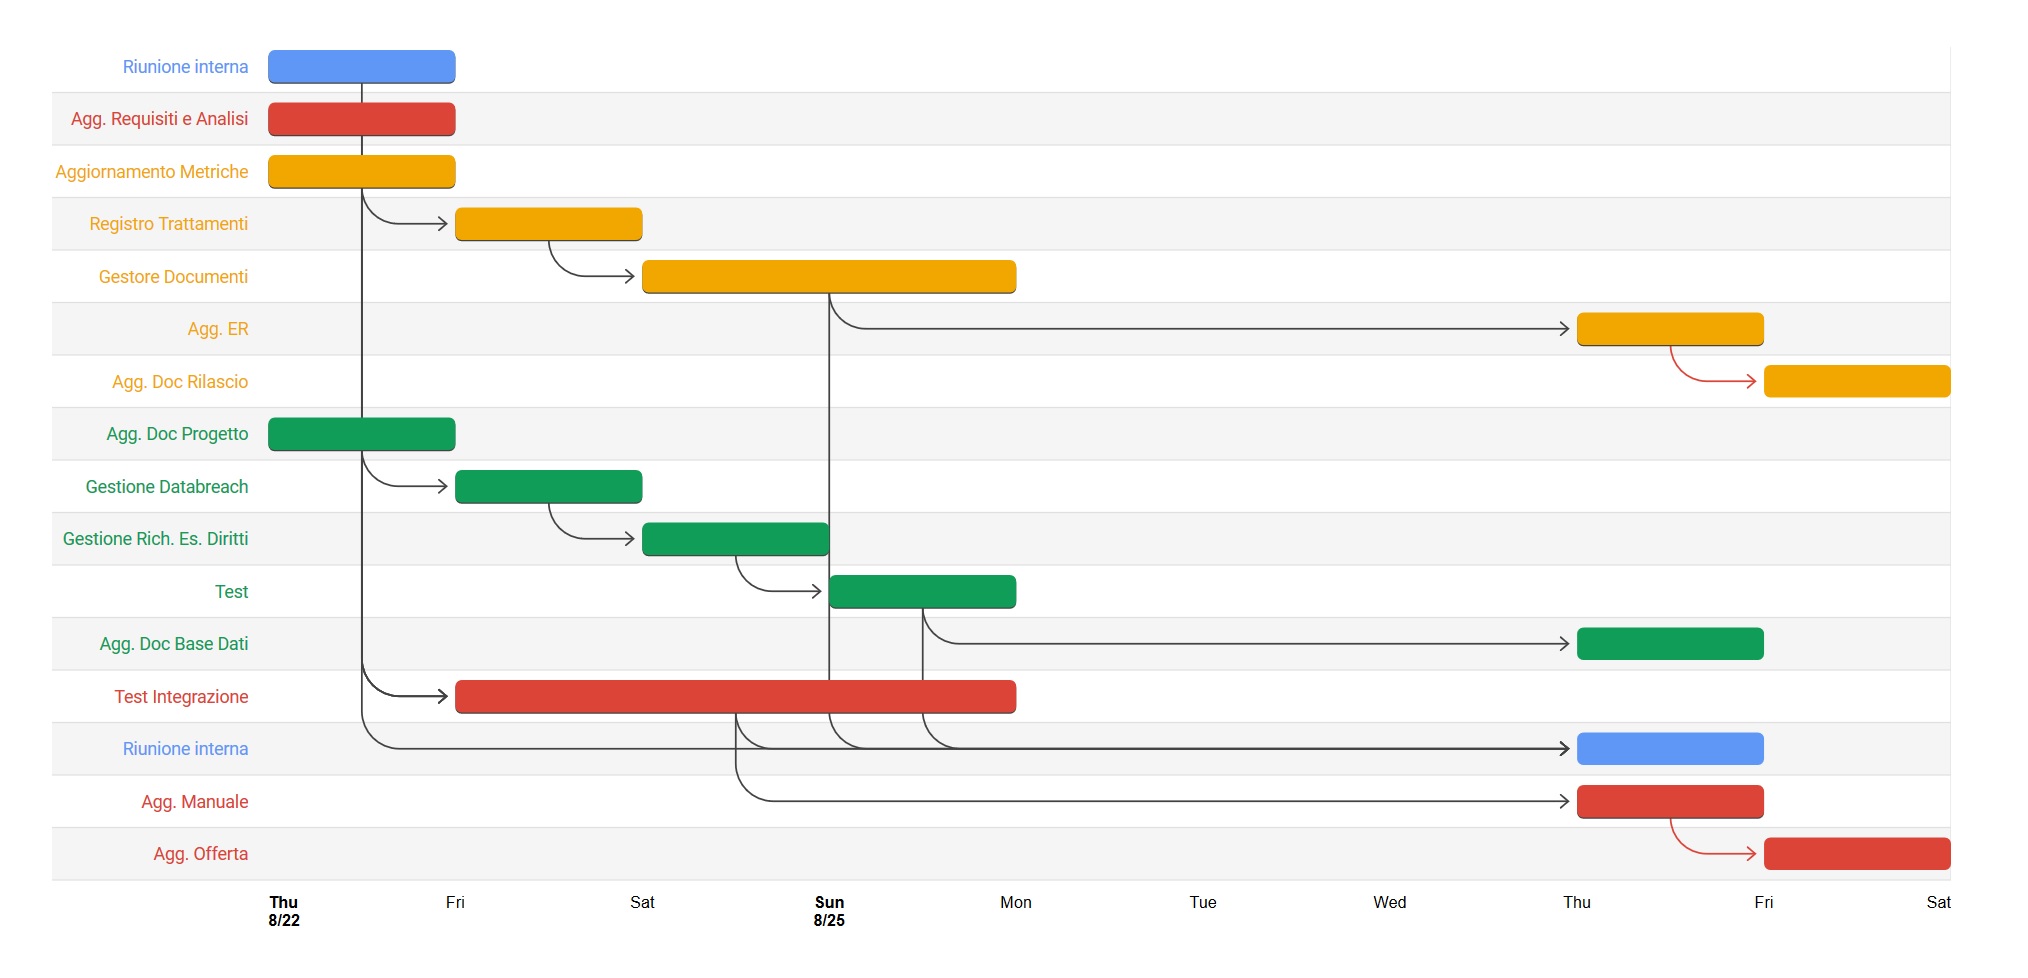 Riunione interna
Agg. Requisiti e Analisi
Aggiornamento Metriche
Registro Trattamenti
Gestore Documenti
Agg. ER
Agg. Doc Rilascio
Agg. Doc Progetto
Gestione Databreach
Gestione Rich. Es. Diritti
Test
Agg. Doc Base Dati
Test Integrazione
Riunione interna
Agg. Manuale
Agg. Offerta
Thu Fri Sat Sun Mon Tue Wed Thu Fri Sat
8/22 8/25